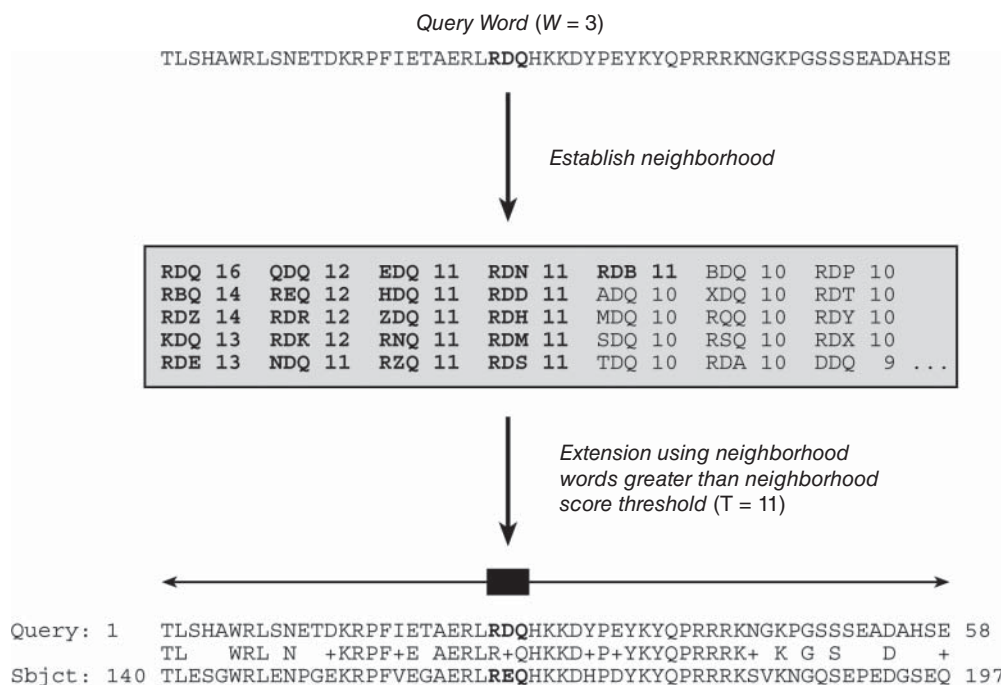 Query Word (W = 3)
TLSHAWRLSNETDKRPFIETAERLRDQHKKDYPEYKYQPRRRKNGKPGSSSEADAHSE
Establish neighborhood
RDQ 16 QDQ 12 EDQ 11 RDN 11 RDB 11 BDQ 10 RDP 10
RBQ 14 REQ 12 HDQ 11 RDD 11 ADQ 10 XDQ 10 RDT 10
RDZ 14 RDR 12 ZDQ 11 RDH 11 MDQ 10 RQQ 10 RDY 10
KDQ 13 RDK 12 RNQ 11 RDM 11 SDQ 10 RSQ 10 RDX 10
RDE 13 NDQ 11 RZQ 11 RDS 11 TDQ 10 RDA 10 DDQ 9 ...
Extension using neighborhood
words greater than neighborhood
score threshold (T = 11)
Query: 1 TLSHAWRLSNETDKRPFIETAERLRDQHKKDYPEYKYQPRRRKNGKPGSSSEADAHSE 58
TL WRL N +KRPF+E AERLR+QHKKD+P+YKYQPRRRK+ K G S D +
Sbjct: 140 TLESGWRLENPGEKRPFVEGAERLREQHKKDHPDYKYQPRRRKSVKNGQSEPEDGSEQ 197